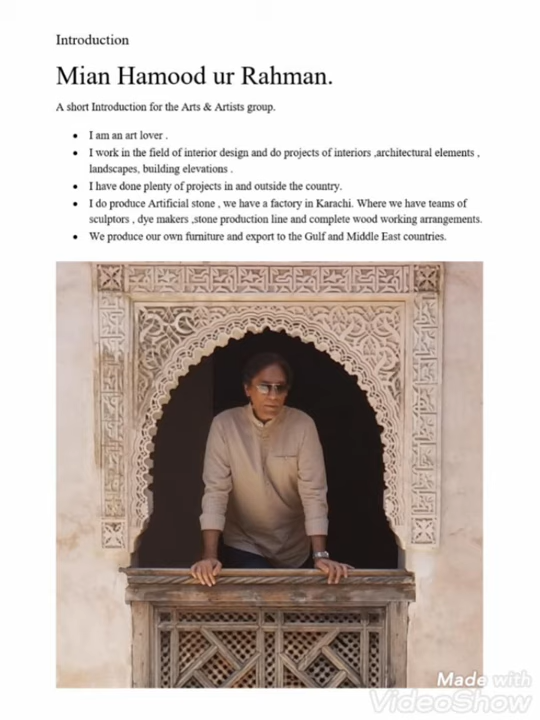 Introduction
Mian Hamood ur Rahman.
A short Introduction for the Arts & Artists group.
• I am an art lover .
• I work in the field of interior design and do projects of interiors ,architectural elements ,
landscapes, building elevations .
• I have done plenty of projects in and outside the country.
• I do produce Artificial stone , we have a factory in Karachi. Where we have teams of
sculptors , dye makers ,stone production line and complete wood working arrangements.
• We produce our own furniture and export to the Gulf and Middle East countries.
Made with
VideoShow